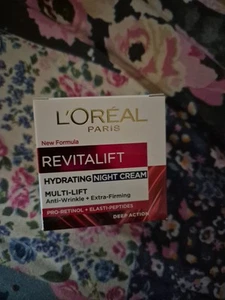 L'ORÉAL
PARIS
New Formula
REVITALIFT
HYDRATING NIGHT CREAM
MULTI-LIFT
Anti-Wrinkle + Extra-Firming
PRO-RETINOL + ELASTI-PEPTIDES
DEEP ACTION